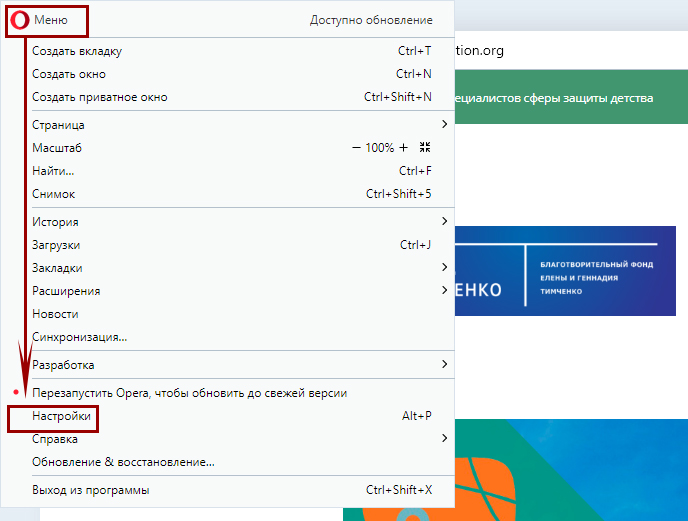 Меню Доступно обновление
Создать вкладку Ctrl+T
Создать окно Ctrl+N
Создать приватное окно Ctrl+Shift+N
Страница
Масштаб − 100% +
Найти... Ctrl+F
Снимок Ctrl+Shift+5
История
Загрузки Ctrl+J
Закладки
Расширения
Новости
Синхронизация...
Разработка
Перезапустить Opera, чтобы обновить до свежей версии
Настройки Alt+P
Справка
Обновление & восстановление...
Выход из программы Ctrl+Shift+X
tion.org
ециалистов сферы защиты детства
ЕНКО
БЛАГОТВОРИТЕЛЬНЫЙ ФОНД
ЕЛЕНЫ И ГЕННАДИЯ
ТИМЧЕНКО